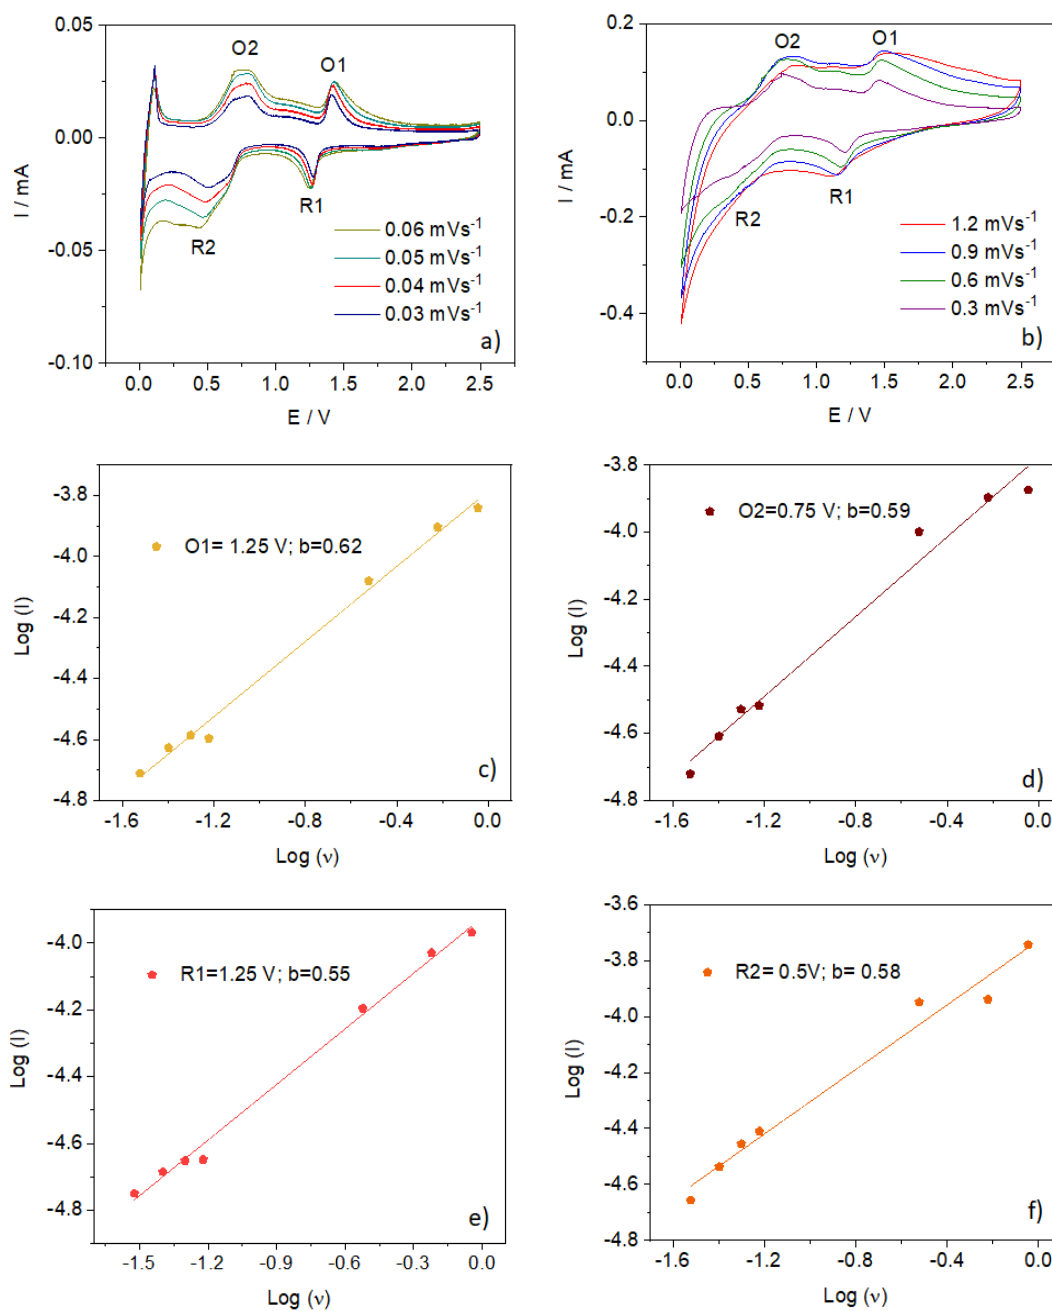 0.05
0.00
-0.05
-0.10
I / mA
O2
O1
R1
R2
0.06 mVs⁻¹
0.05 mVs⁻¹
0.04 mVs⁻¹
0.03 mVs⁻¹
a)
0.0 0.5 1.0 1.5 2.0 2.5
E / V
0.2
0.0
-0.2
-0.4
I / mA
O2
O1
R1
R2
1.2 mVs⁻¹
0.9 mVs⁻¹
0.6 mVs⁻¹
0.3 mVs⁻¹
b)
0.0 0.5 1.0 1.5 2.0 2.5
E / V
-3.8
-4.0
-4.2
-4.4
-4.6
-4.8
Log (I)
O1= 1.25 V; b=0.62
c)
-1.6 -1.2 -0.8 -0.4 0.0
Log (ν)
-3.8
-4.0
-4.2
-4.4
-4.6
-4.8
Log (I)
O2=0.75 V; b=0.59
d)
-1.6 -1.2 -0.8 -0.4 0.0
Log (ν)
-4.0
-4.2
-4.4
-4.6
-4.8
Log (I)
R1=1.25 V; b=0.55
e)
-1.5 -1.2 -0.9 -0.6 -0.3 0.0
Log (ν)
-3.6
-3.8
-4.0
-4.2
-4.4
-4.6
-4.8
Log (I)
R2= 0.5V; b= 0.58
f)
-1.6 -1.2 -0.8 -0.4 0.0
Log (ν)